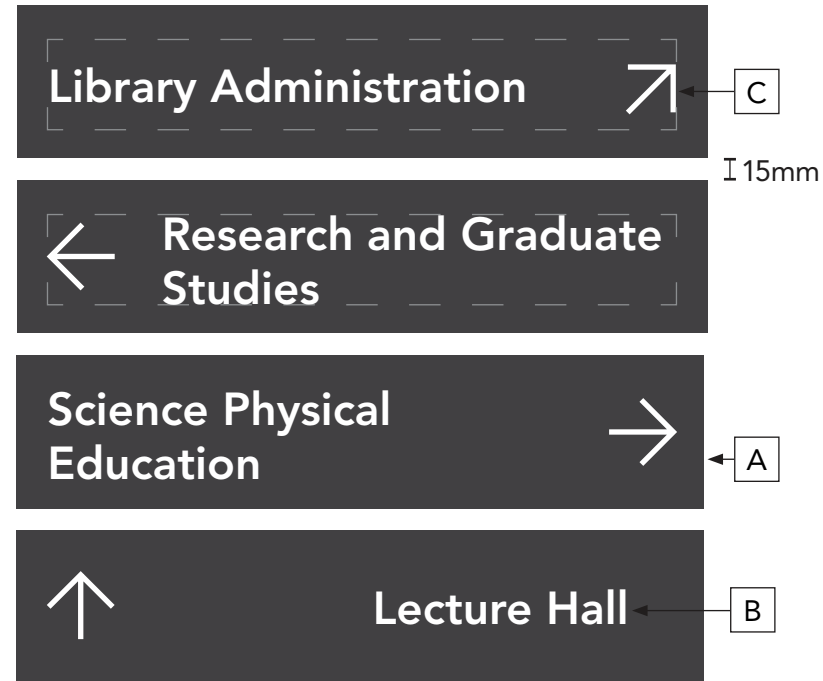 Library Administration
C
15mm
Research and Graduate
Studies
Science Physical
Education
A
Lecture Hall
B